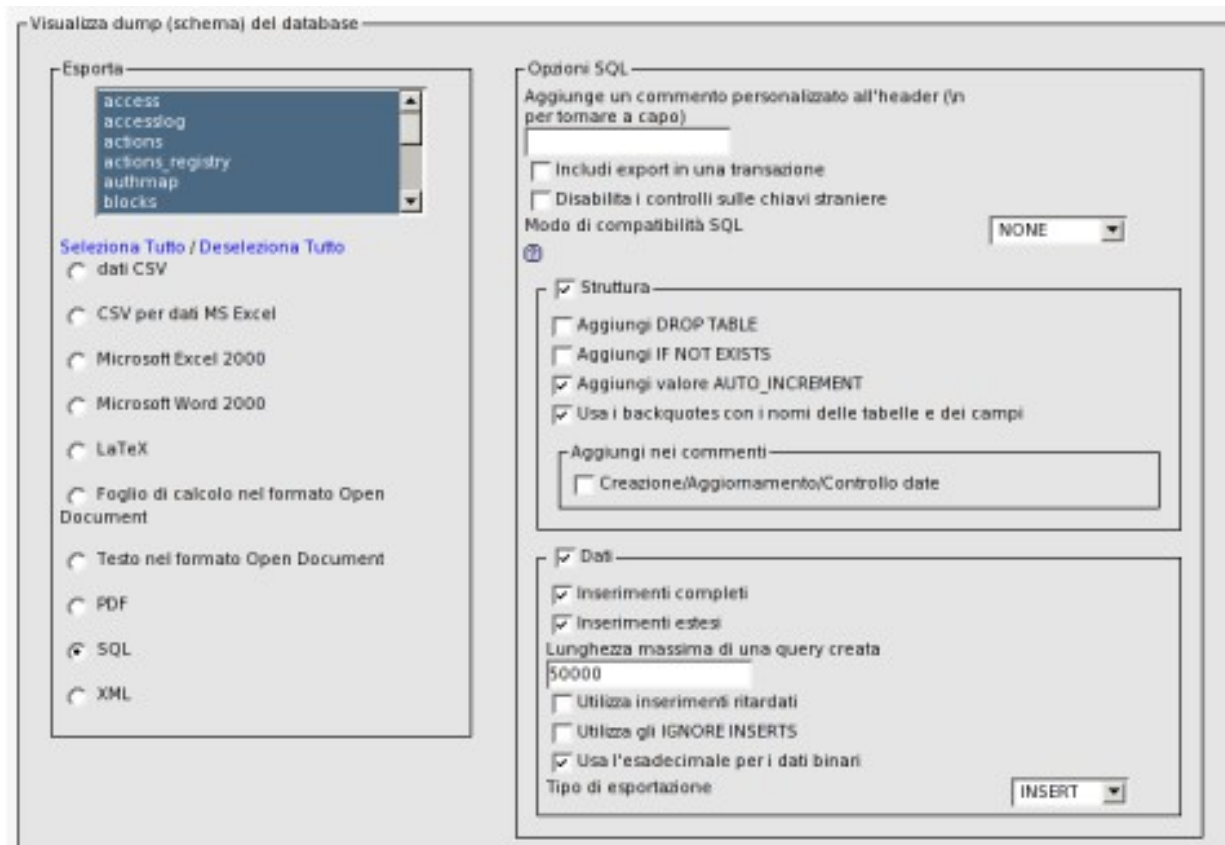 Visualizza dump (schema) del database
Esporta
access
accesslog
actions
actions_registry
authmap
blocks
Seleziona Tutto / Deseleziona Tutto
dati CSV
CSV per dati MS Excel
Microsoft Excel 2000
Microsoft Word 2000
LaTeX
Foglio di calcolo nel formato Open
Document
Testo nel formato Open Document
PDF
SQL
XML
Opzioni SQL
Aggiunge un commento personalizzato all'header (\n
per tornare a capo)
Includi export in una transazione
Disabilita i controlli sulle chiavi straniere
Modo di compatibilità SQL NONE
?
Struttura
Aggiungi DROP TABLE
Aggiungi IF NOT EXISTS
Aggiungi valore AUTO_INCREMENT
Usa i backquotes con i nomi delle tabelle e dei campi
Aggiungi nei commenti
Creazione/Aggiornamento/Controllo date
Dati
Inserimenti completi
Inserimenti estesi
Lunghezza massima di una query creata
50000
Utilizza inserimenti ritardati
Utilizza gli IGNORE INSERTS
Usa l'esadecimale per i dati binari
Tipo di esportazione INSERT